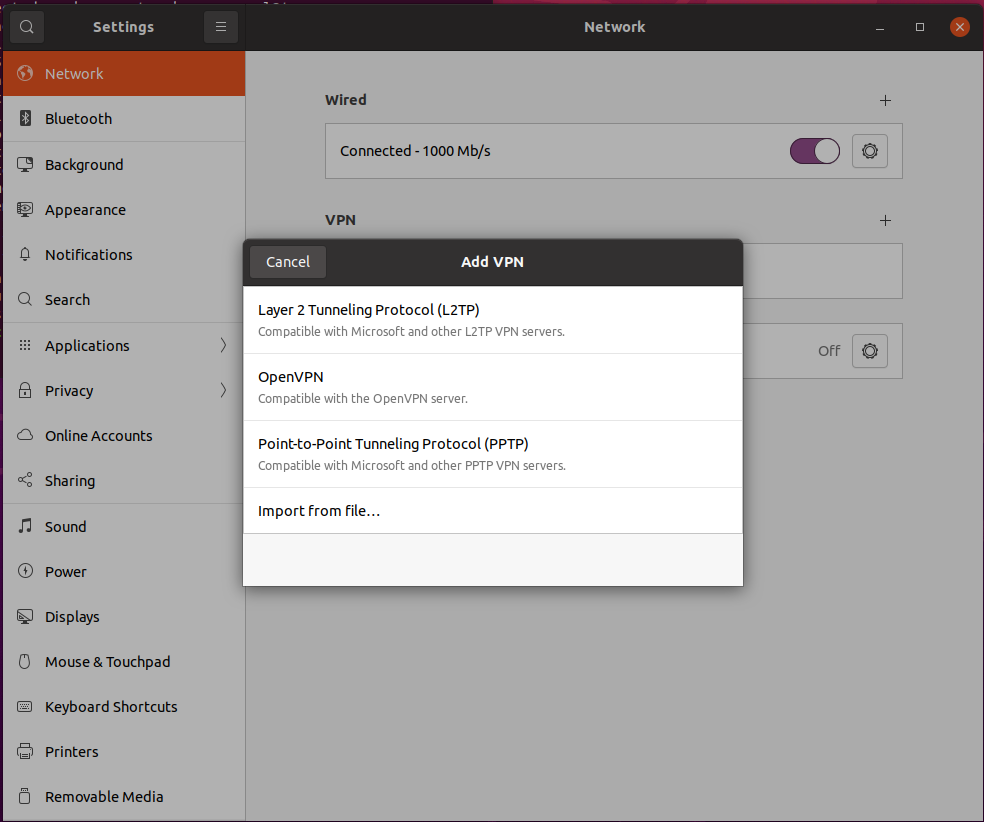 Settings
Network
Network
Bluetooth
Background
Appearance
Notifications
Search
Applications
Privacy
Online Accounts
Sharing
Sound
Power
Displays
Mouse & Touchpad
Keyboard Shortcuts
Printers
Removable Media
Wired
Connected - 1000 Mb/s
VPN
Off
Cancel
Add VPN
Layer 2 Tunneling Protocol (L2TP)
Compatible with Microsoft and other L2TP VPN servers.
OpenVPN
Compatible with the OpenVPN server.
Point-to-Point Tunneling Protocol (PPTP)
Compatible with Microsoft and other PPTP VPN servers.
Import from file…